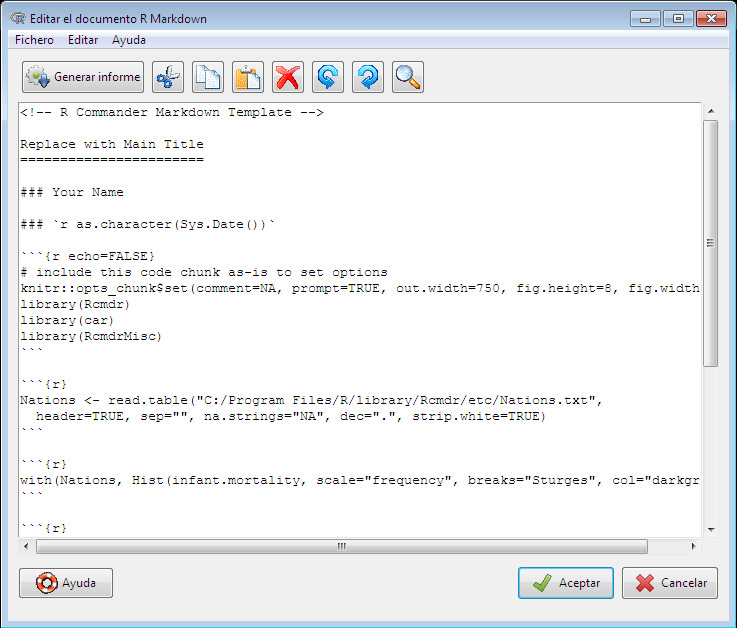 Editar el documento R Markdown
Fichero Editar Ayuda
Generar informe
<!-- R Commander Markdown Template -->
Replace with Main Title
=======================
### Your Name
### `r as.character(Sys.Date())`
```{r echo=FALSE}
# include this code chunk as-is to set options
knitr::opts_chunk$set(comment=NA, prompt=TRUE, out.width=750, fig.height=8, fig.width
library(Rcmdr)
library(car)
library(RcmdrMisc)
```
```{r}
Nations <- read.table("C:/Program Files/R/library/Rcmdr/etc/Nations.txt",
  header=TRUE, sep="", na.strings="NA", dec=".", strip.white=TRUE)
```
```{r}
with(Nations, Hist(infant.mortality, scale="frequency", breaks="Sturges", col="darkgr
```
```{r}
Ayuda Aceptar Cancelar